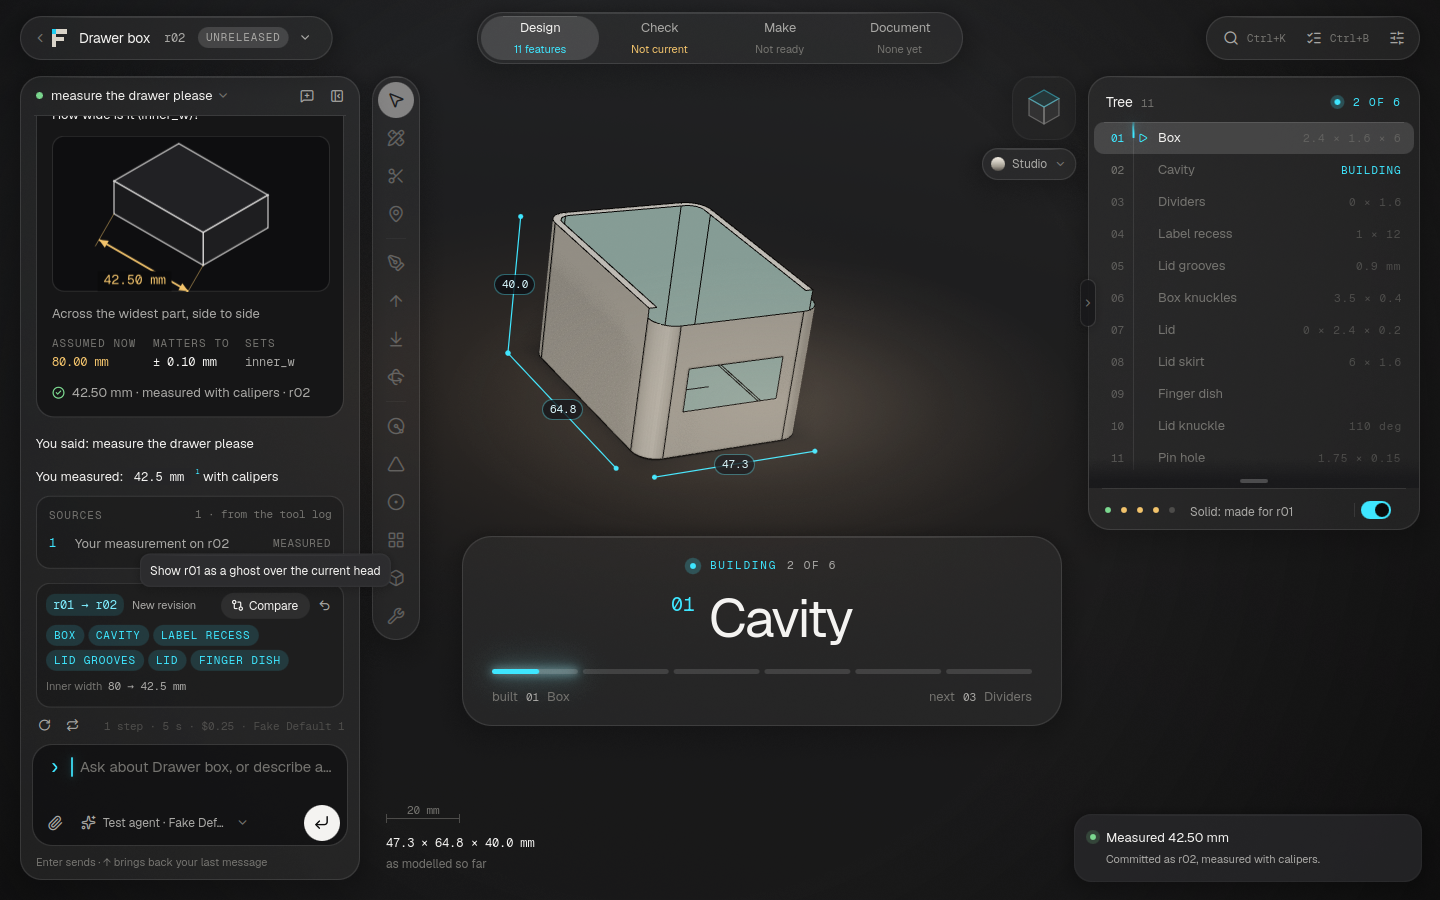 Drawer box r02 UNRELEASED
Design
11 features
Check
Not current
Make
Not ready
Document
None yet
Ctrl+K
Ctrl+B
measure the drawer please
How wide is it (inner_w)?
42.50 mm
Across the widest part, side to side
ASSUMED NOW MATTERS TO SETS
80.00 mm ± 0.10 mm inner_w
42.50 mm · measured with calipers · r02
You said: measure the drawer please
You measured: 42.5 mm 1 with calipers
SOURCES 1 · from the tool log
1 Your measurement on r02 MEASURED
Show r01 as a ghost over the current head
r01 → r02 New revision Compare
BOX CAVITY LABEL RECESS
LID GROOVES LID FINGER DISH
Inner width 80 → 42.5 mm
1 step · 5 s · $0.25 · Fake Default 1
Ask about Drawer box, or describe a…
Test agent · Fake Def…
Enter sends · ↑ brings back your last message
40.0
64.8
47.3
Studio
BUILDING 2 OF 6
01 Cavity
built 01 Box
next 03 Dividers
20 mm
47.3 × 64.8 × 40.0 mm
as modelled so far
Tree 11 2 OF 6
01 Box 2.4 × 1.6 × 6
02 Cavity BUILDING
03 Dividers 0 × 1.6
04 Label recess 1 × 12
05 Lid grooves 0.9 mm
06 Box knuckles 3.5 × 0.4
07 Lid 0 × 2.4 × 0.2
08 Lid skirt 6 × 1.6
09 Finger dish
10 Lid knuckle 110 deg
11 Pin hole 1.75 × 0.15
Solid: made for r01
Measured 42.50 mm
Committed as r02, measured with calipers.